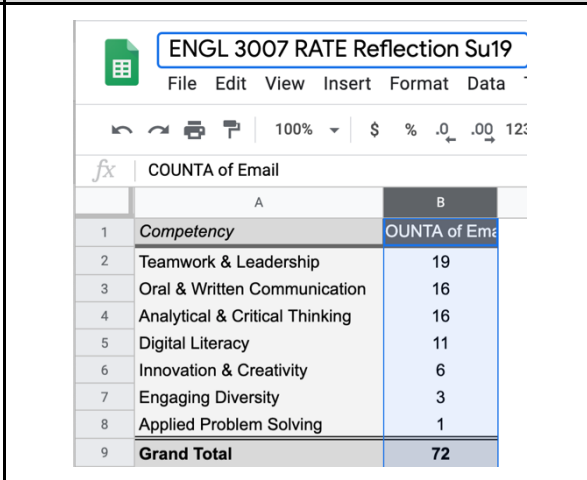 ENGL 3007 RATE Reflection Su19
File Edit View Insert Format Data
100% $ % .0 .00 123
fx COUNTA of Email
A B
1 Competency OUNTA of Ema
2 Teamwork & Leadership 19
3 Oral & Written Communication 16
4 Analytical & Critical Thinking 16
5 Digital Literacy 11
6 Innovation & Creativity 6
7 Engaging Diversity 3
8 Applied Problem Solving 1
9 Grand Total 72